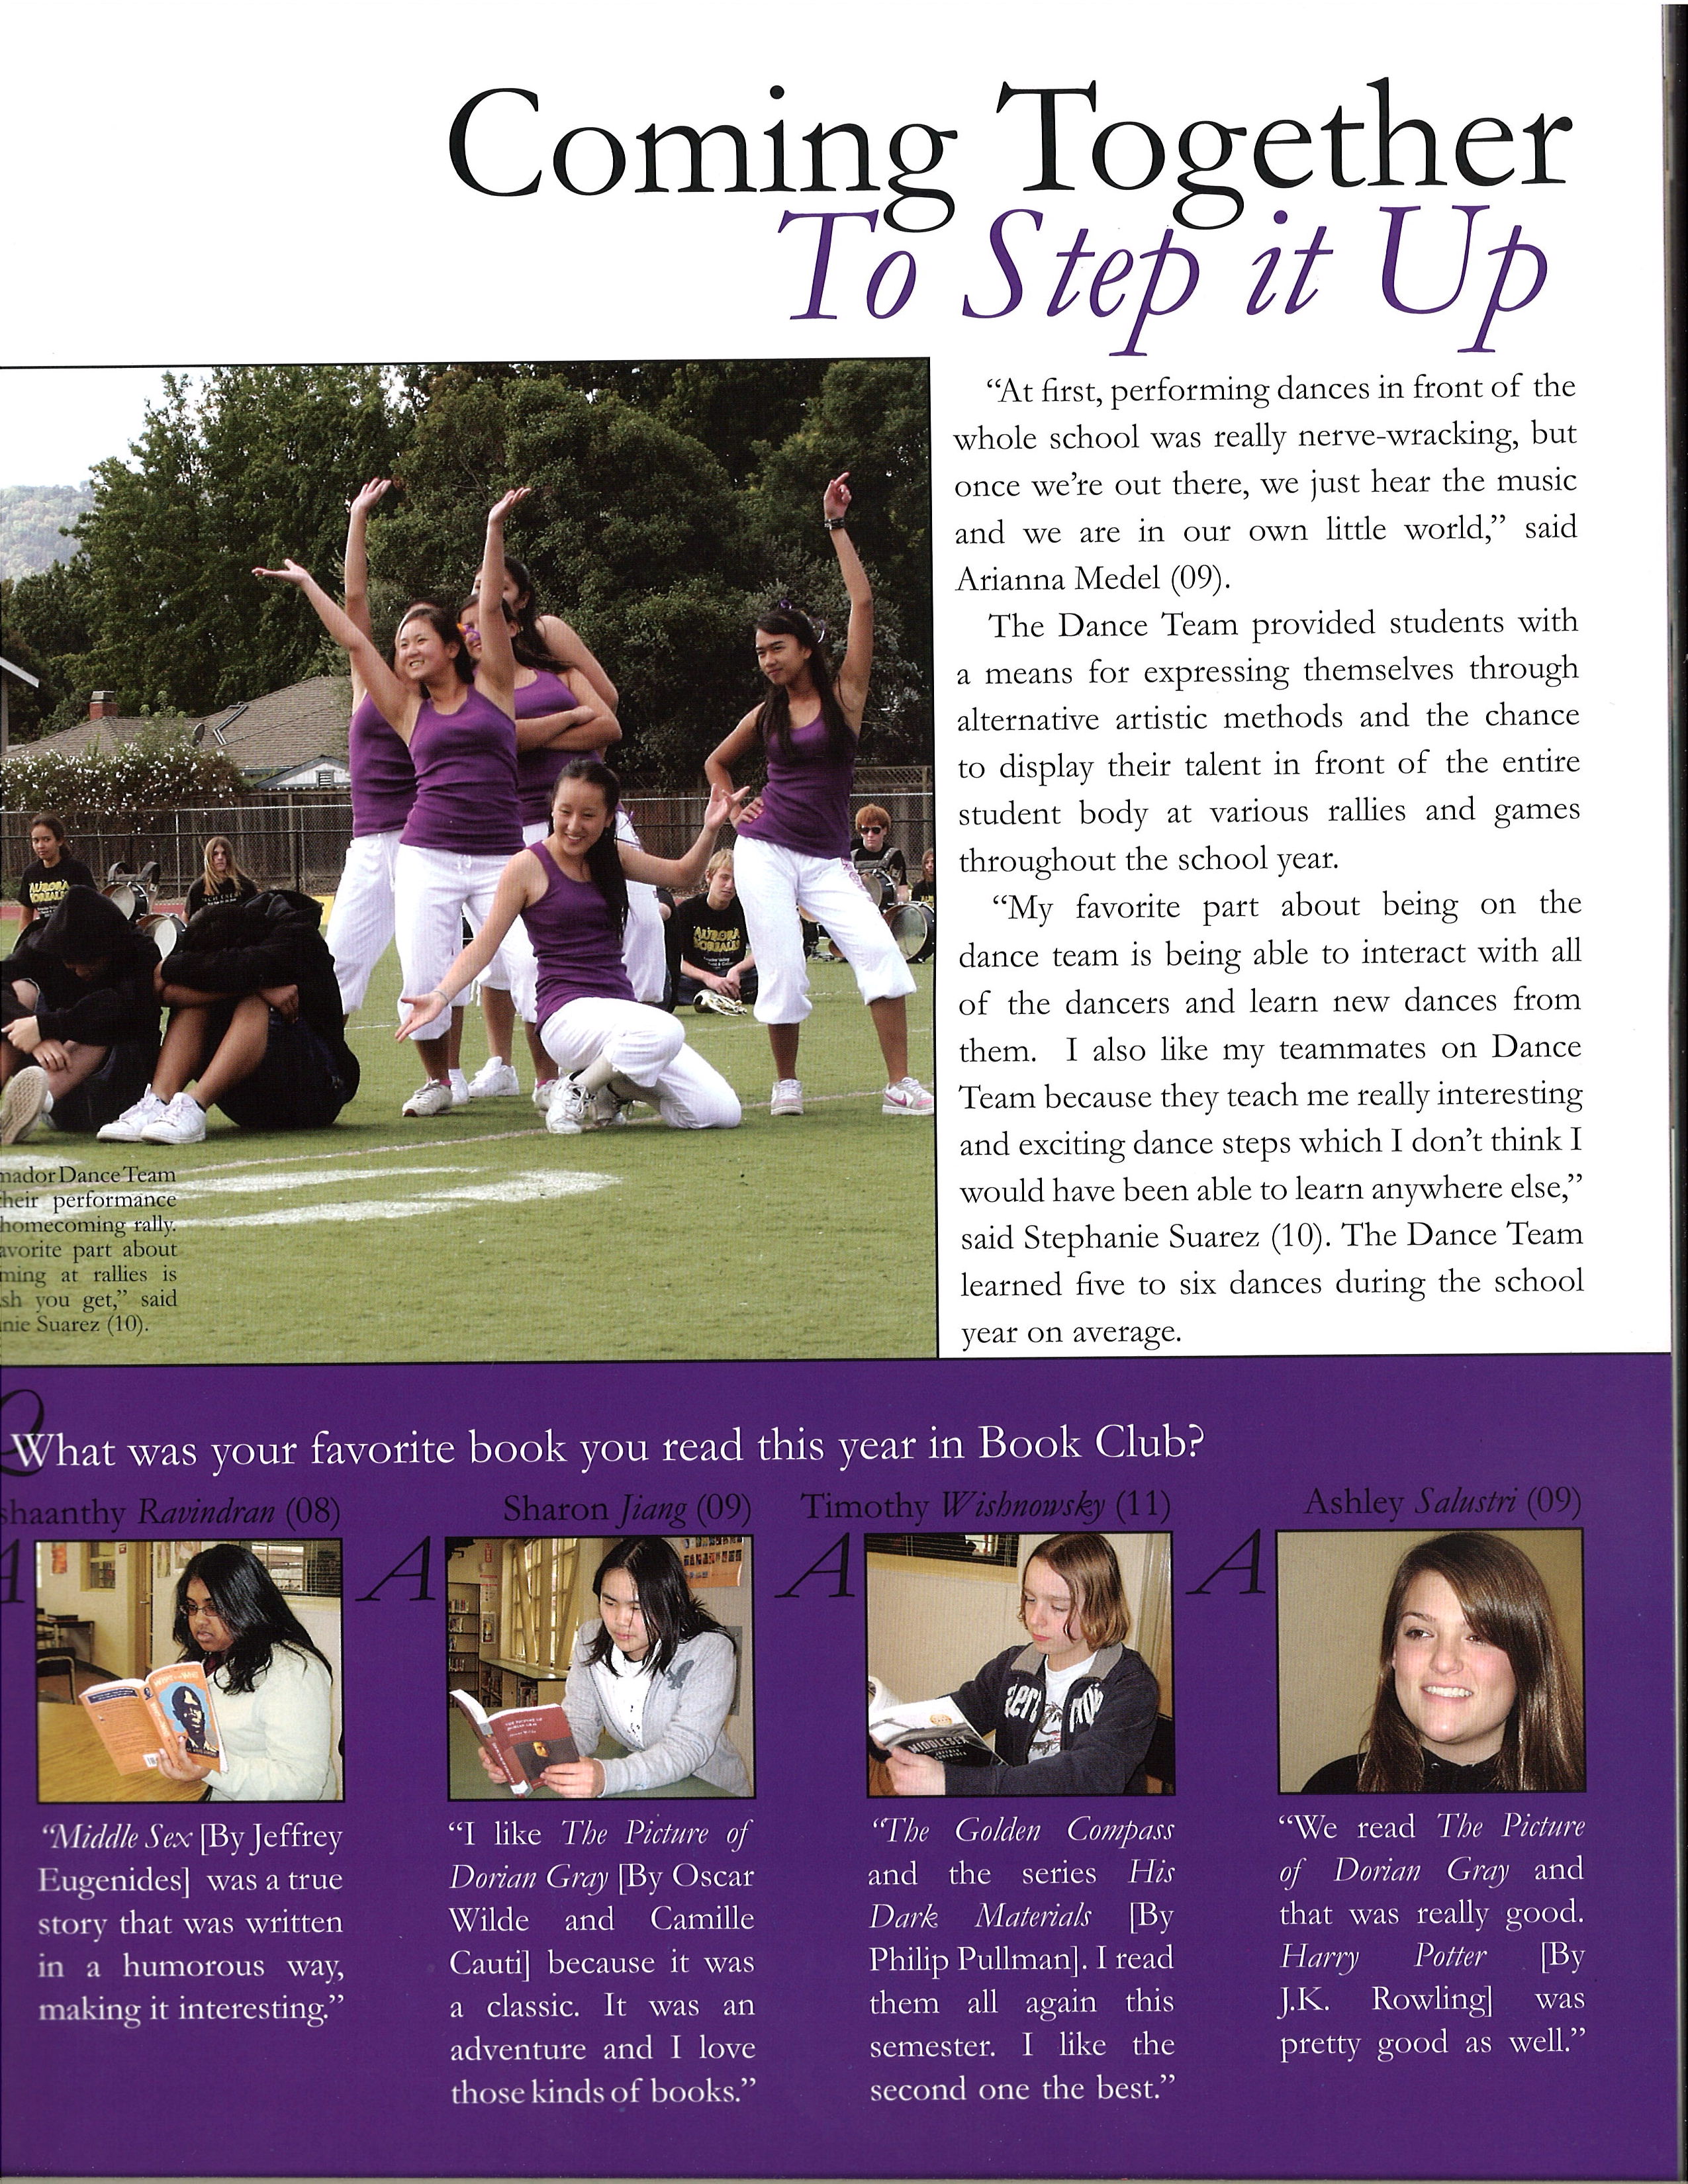 Coming Together
To Step it Up
"At first, performing dances in front of the
whole school was really nerve-wracking, but
once we're out there, we just hear the music
and we are in our own little world," said
Arianna Medel (09).
The Dance Team provided students with
a means for expressing themselves through
alternative artistic methods and the chance
to display their talent in front of the entire
student body at various rallies and games
throughout the school year.
"My favorite part about being on the
dance team is being able to interact with all
of the dancers and learn new dances from
them. I also like my teammates on Dance
Team because they teach me really interesting
and exciting dance steps which I don't think I
would have been able to learn anywhere else,"
said Stephanie Suarez (10). The Dance Team
learned five to six dances during the school
year on average.
AURORA
BOREALIS
AURORA
BOREALIS
mador Dance Team
their performance
homecoming rally.
avorite part about
ming at rallies is
sh you get," said
nie Suarez (10).
Q
What was your favorite book you read this year in Book Club?
shaanthy Ravindran (08)
A
"Middle Sex [By Jeffrey
Eugenides] was a true
story that was written
in a humorous way,
making it interesting."
Sharon Jiang (09)
A
THE PICTURE OF
DORIAN GRAY
"I like The Picture of
Dorian Gray [By Oscar
Wilde and Camille
Cauti] because it was
a classic. It was an
adventure and I love
those kinds of books."
Timothy Wishnowsky (11)
A
MIDDLESEX
"The Golden Compass
and the series His
Dark Materials [By
Philip Pullman]. I read
them all again this
semester. I like the
second one the best."
Ashley Salustri (09)
A
"We read The Picture
of Dorian Gray and
that was really good.
Harry Potter [By
J.K. Rowling] was
pretty good as well."